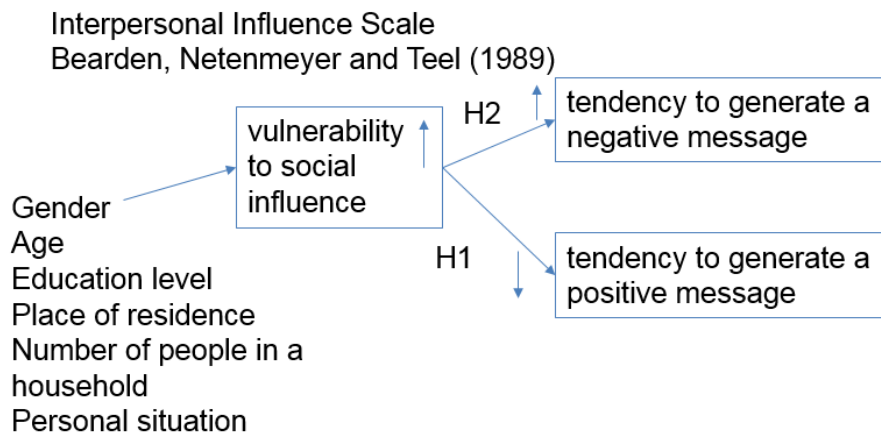 Interpersonal Influence Scale
Bearden, Netenmeyer and Teel (1989)
vulnerability
to social
influence
H2
tendency to generate a
negative message
H1
tendency to generate a
positive message
Gender
Age
Education level
Place of residence
Number of people in a
household
Personal situation